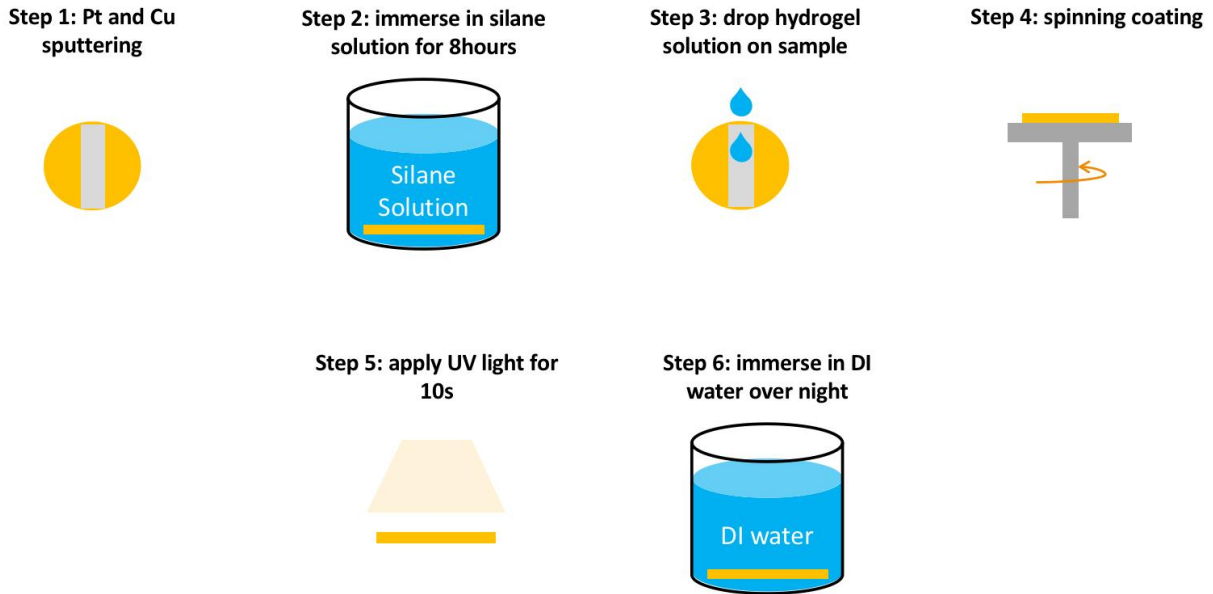 Step 1: Pt and Cu
sputtering
Step 2: immerse in silane
solution for 8hours
Silane
Solution
Step 3: drop hydrogel
solution on sample
Step 4: spinning coating
Step 5: apply UV light for
10s
Step 6: immerse in DI
water over night
DI water